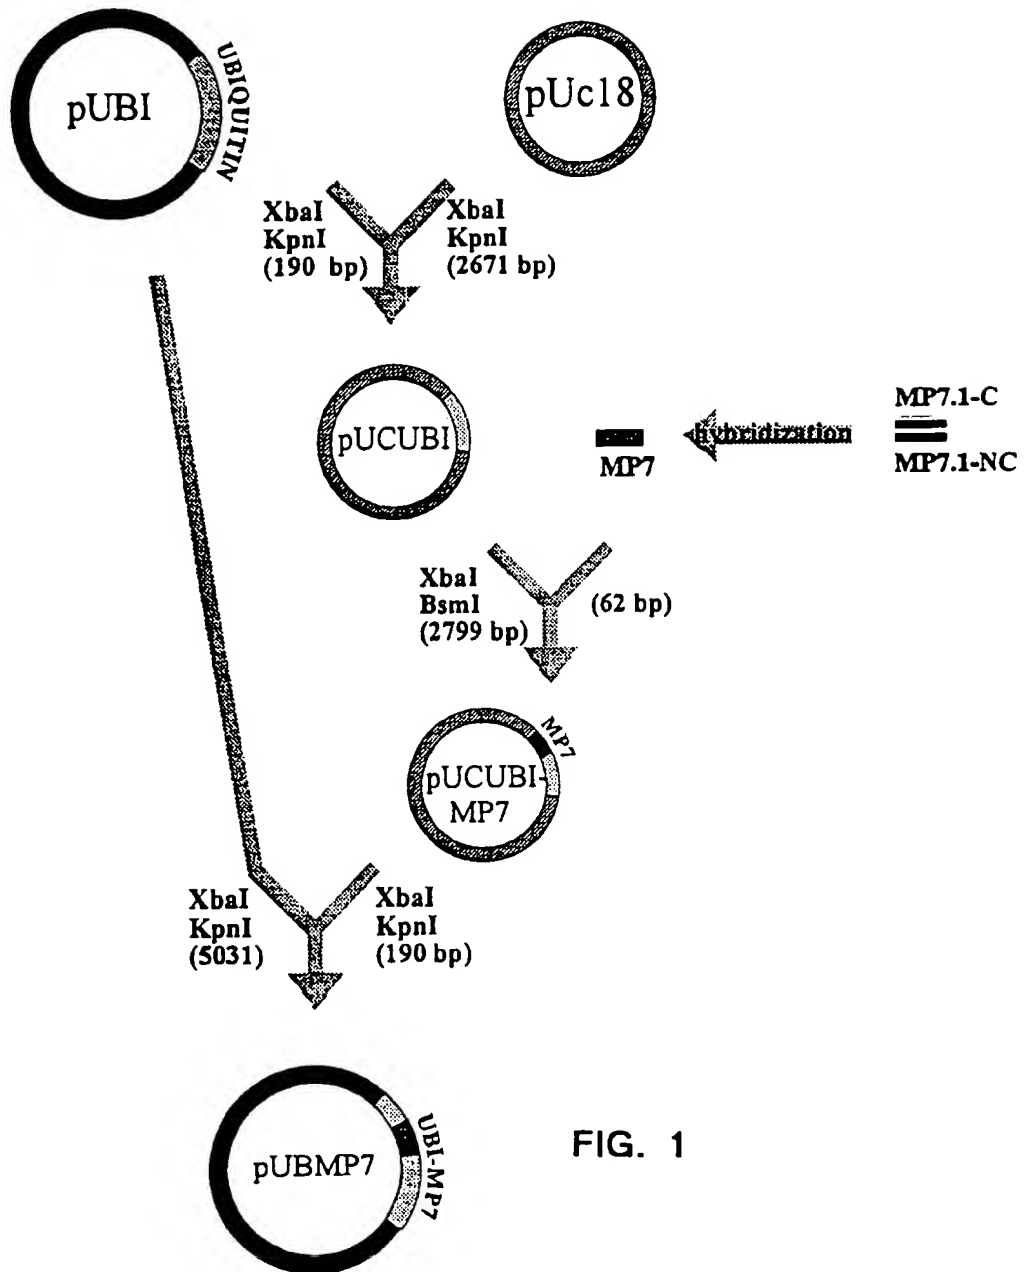 pUBI
UBIQUITIN
pUc18
XbaI
KpnI
(190 bp)
XbaI
KpnI
(2671 bp)
pUCUBI
MP7
hybridization
MP7.1-C
MP7.1-NC
XbaI
BsmI
(2799 bp)
(62 bp)
MP7
pUCUBI-
MP7
XbaI
KpnI
(5031)
XbaI
KpnI
(190 bp)
pUBMP7
UBI-MP7
FIG. 1